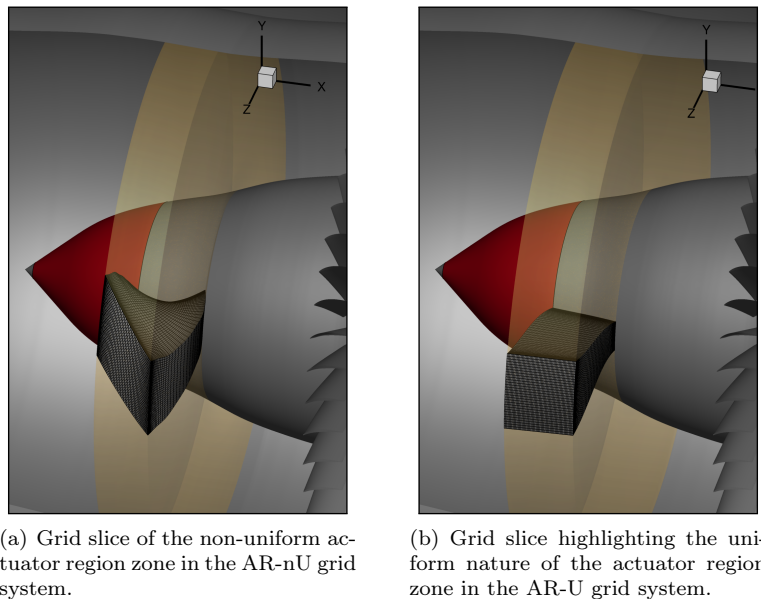 Y
X
Z
Y
Z
(a) Grid slice of the non-uniform ac-
tuator region zone in the AR-nU grid
system.
(b) Grid slice highlighting the uni-
form nature of the actuator region
zone in the AR-U grid system.